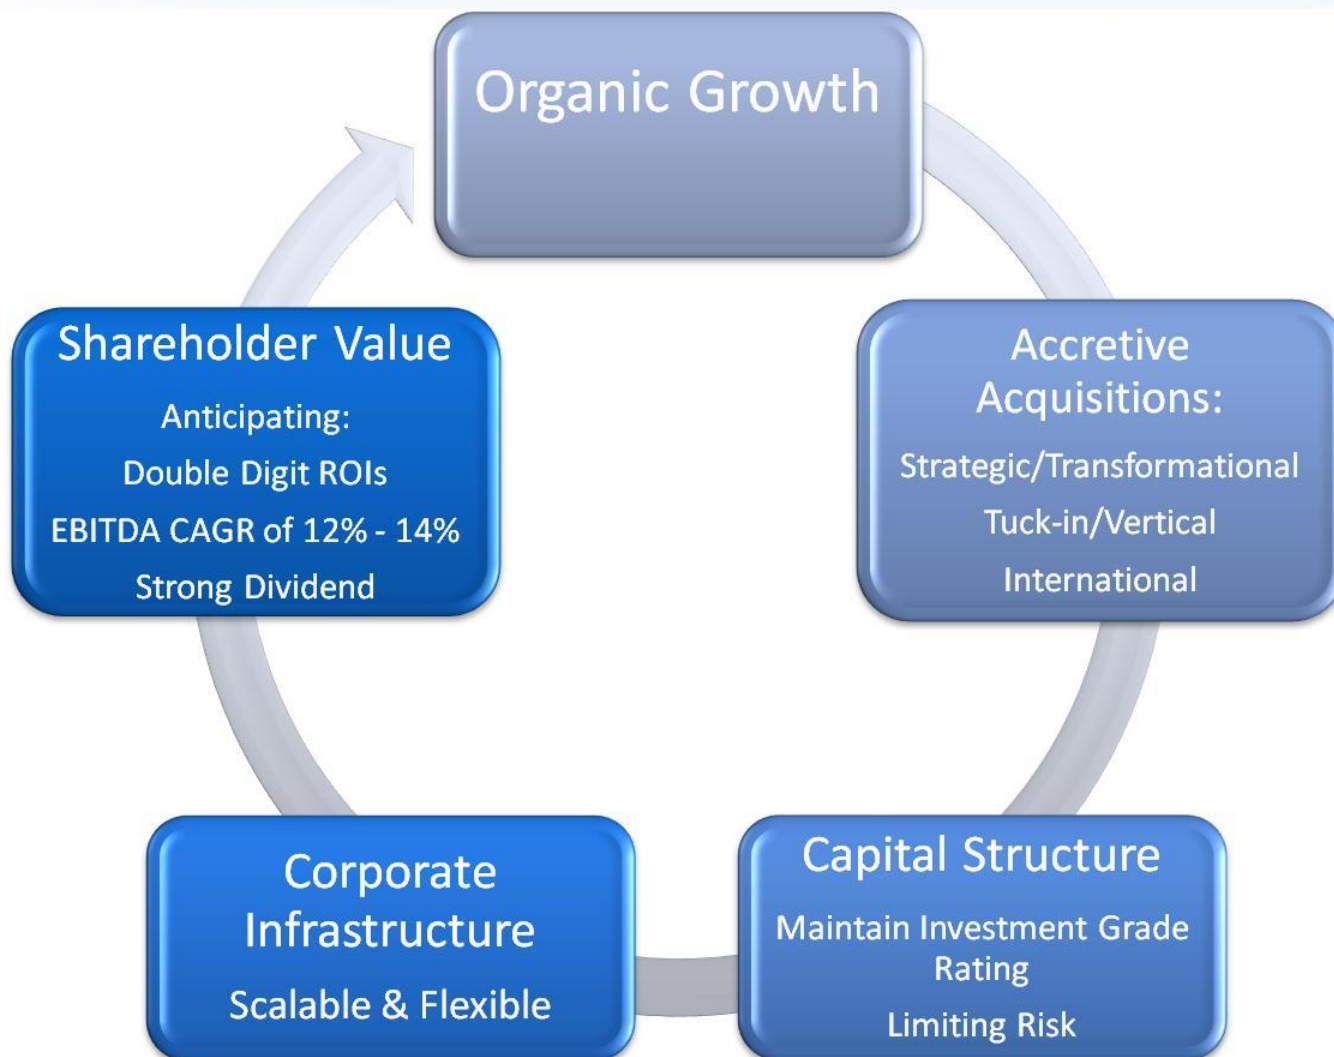 Organic Growth
Accretive
Acquisitions:
Strategic/Transformational
Tuck-in/Vertical
International
Capital Structure
Maintain Investment Grade
Rating
Limiting Risk
Corporate
Infrastructure
Scalable & Flexible
Shareholder Value
Anticipating:
Double Digit ROIs
EBITDA CAGR of 12% - 14%
Strong Dividend